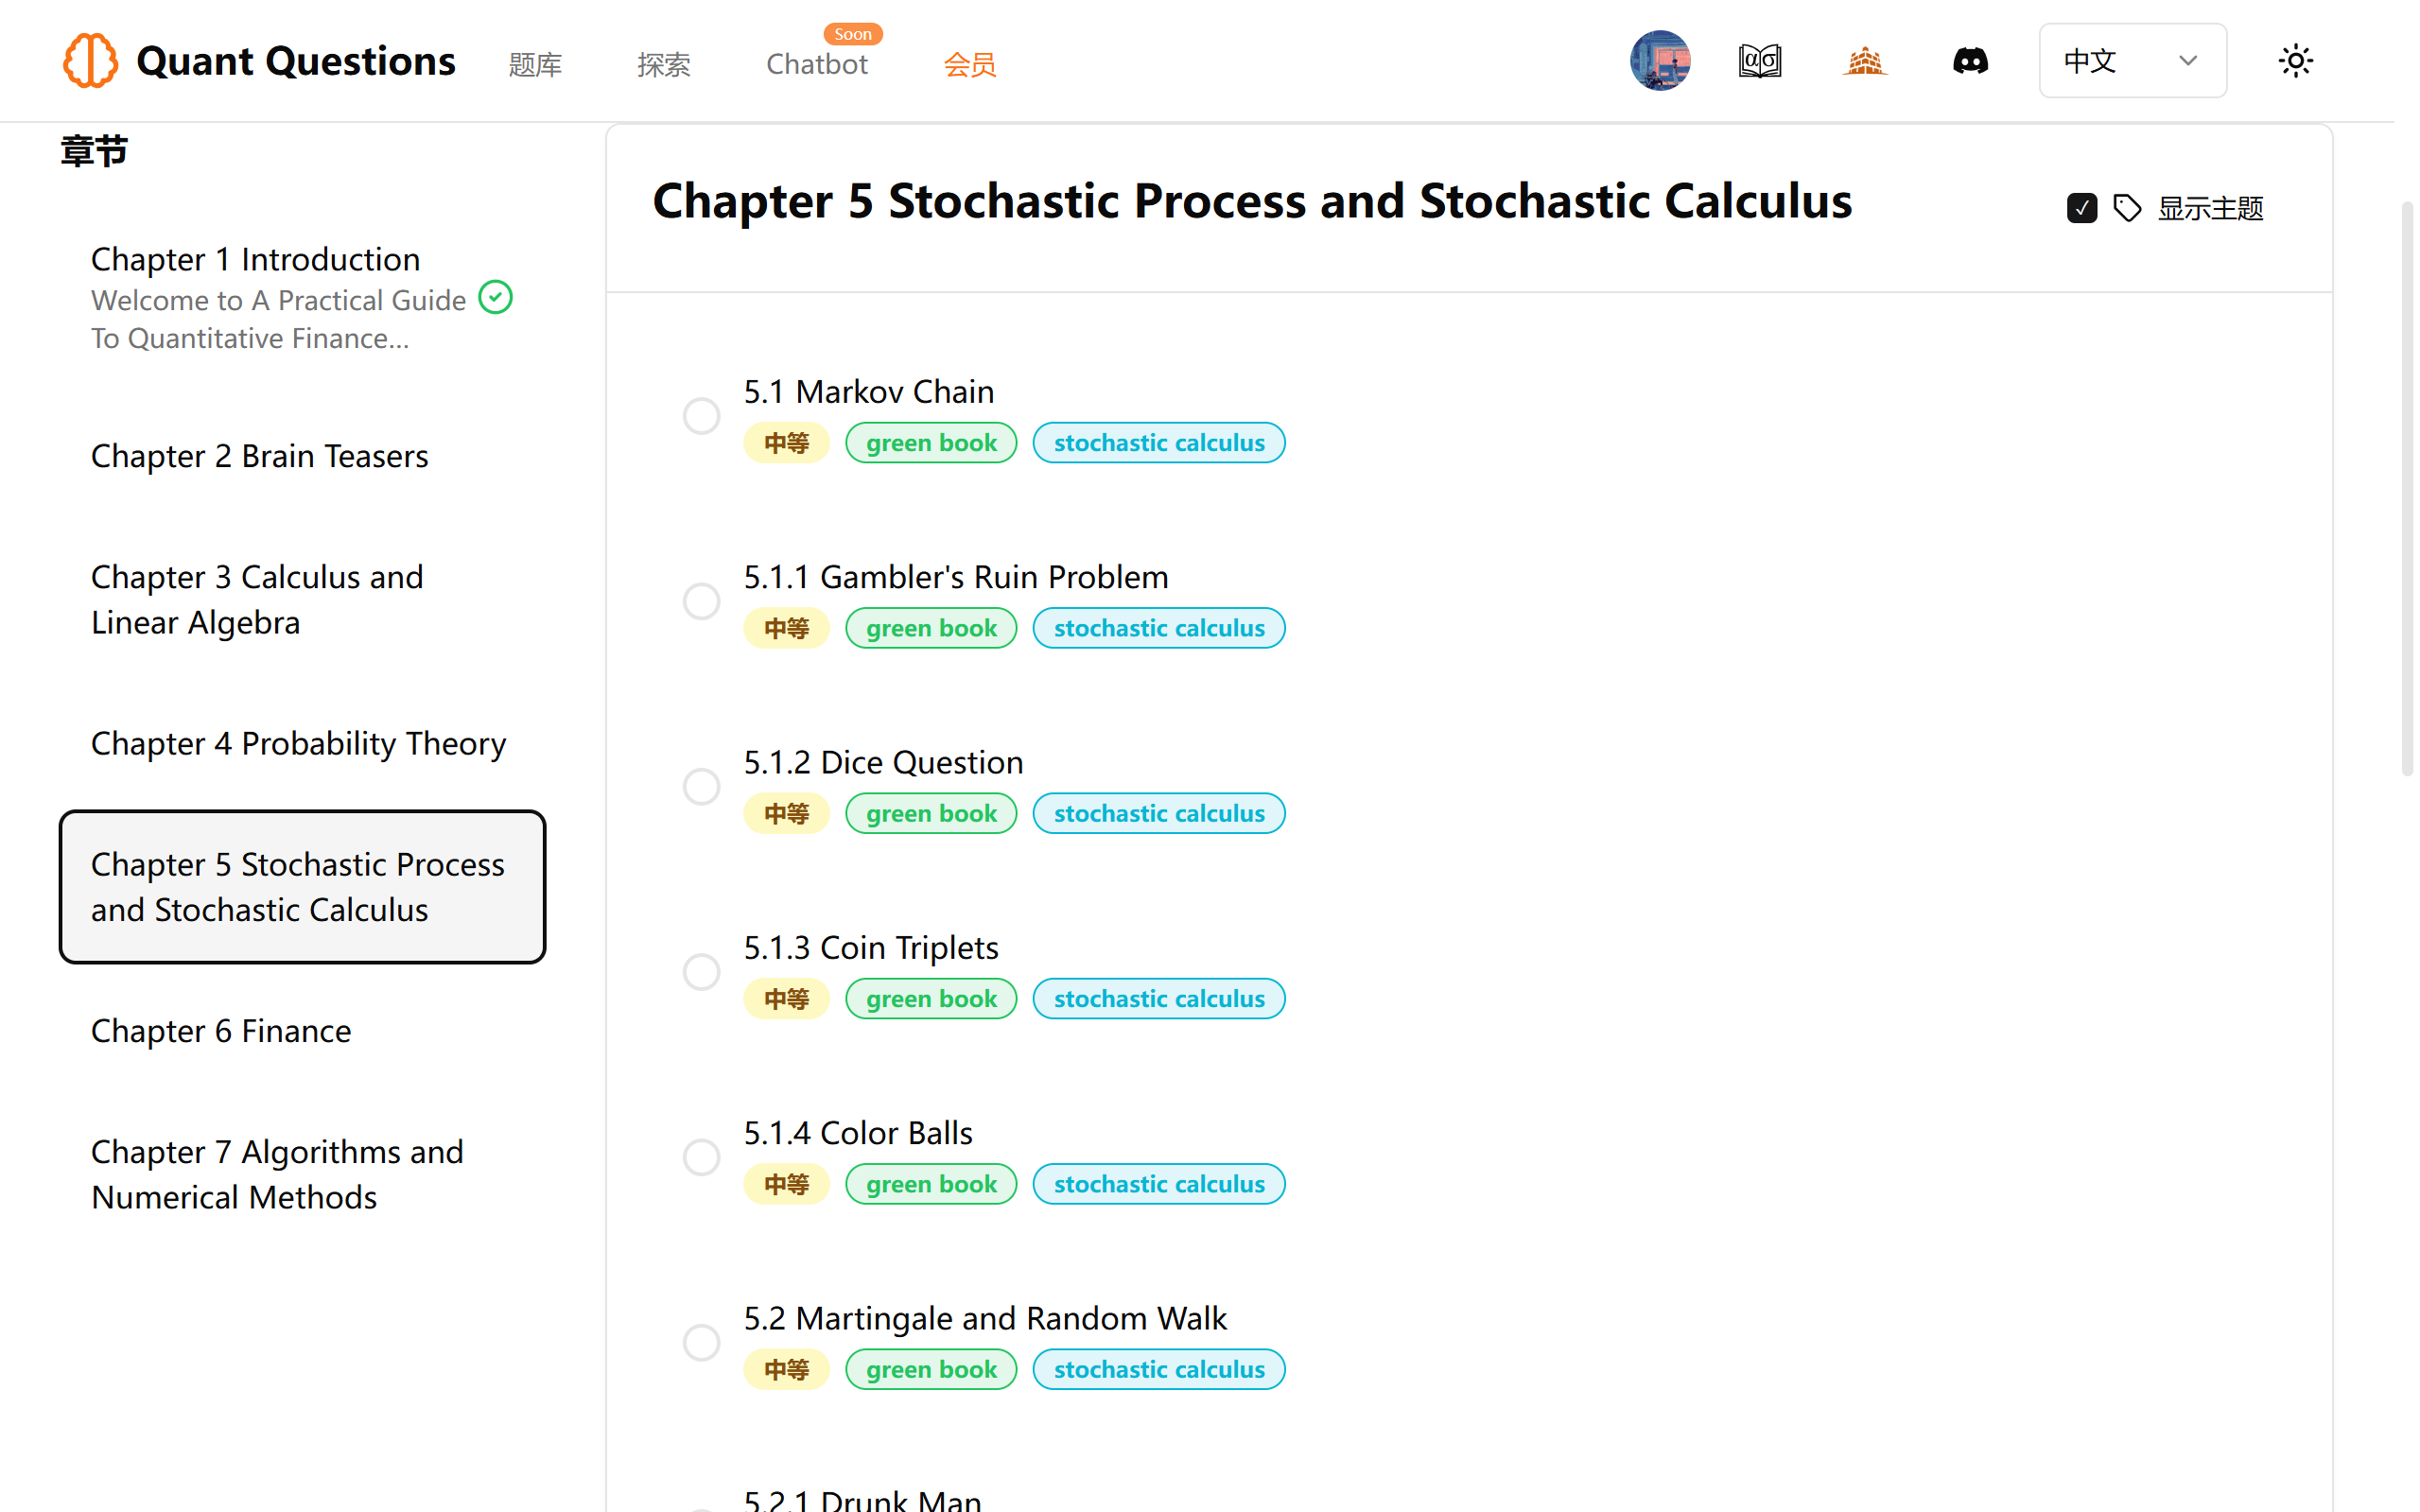 Quant Questions
题库
探索
Soon
Chatbot
会员
中文
章节
Chapter 1 Introduction
Welcome to A Practical Guide
To Quantitative Finance...
Chapter 2 Brain Teasers
Chapter 3 Calculus and
Linear Algebra
Chapter 4 Probability Theory
Chapter 5 Stochastic Process
and Stochastic Calculus
Chapter 6 Finance
Chapter 7 Algorithms and
Numerical Methods
Chapter 5 Stochastic Process and Stochastic Calculus
显示主题
5.1 Markov Chain
中等 green book stochastic calculus
5.1.1 Gambler's Ruin Problem
中等 green book stochastic calculus
5.1.2 Dice Question
中等 green book stochastic calculus
5.1.3 Coin Triplets
中等 green book stochastic calculus
5.1.4 Color Balls
中等 green book stochastic calculus
5.2 Martingale and Random Walk
中等 green book stochastic calculus
5.2.1 Drunk Man